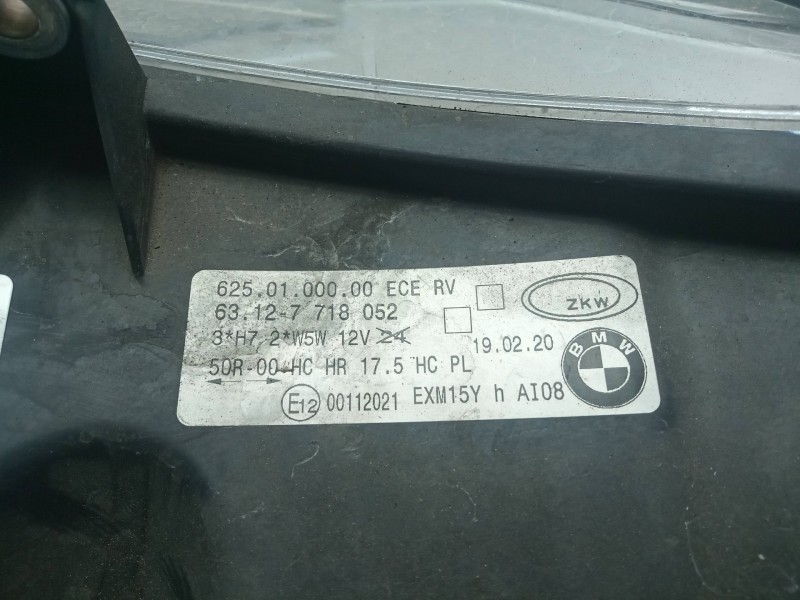 625.01.000.00 ECE RV
ZKW
63.12-7 718 052
3*H7,2*W5W 12V 24
19.02.20
BMW
50R-00-HC HR 17.5 HC PL
E12 00112021 EXM15Y h AI08